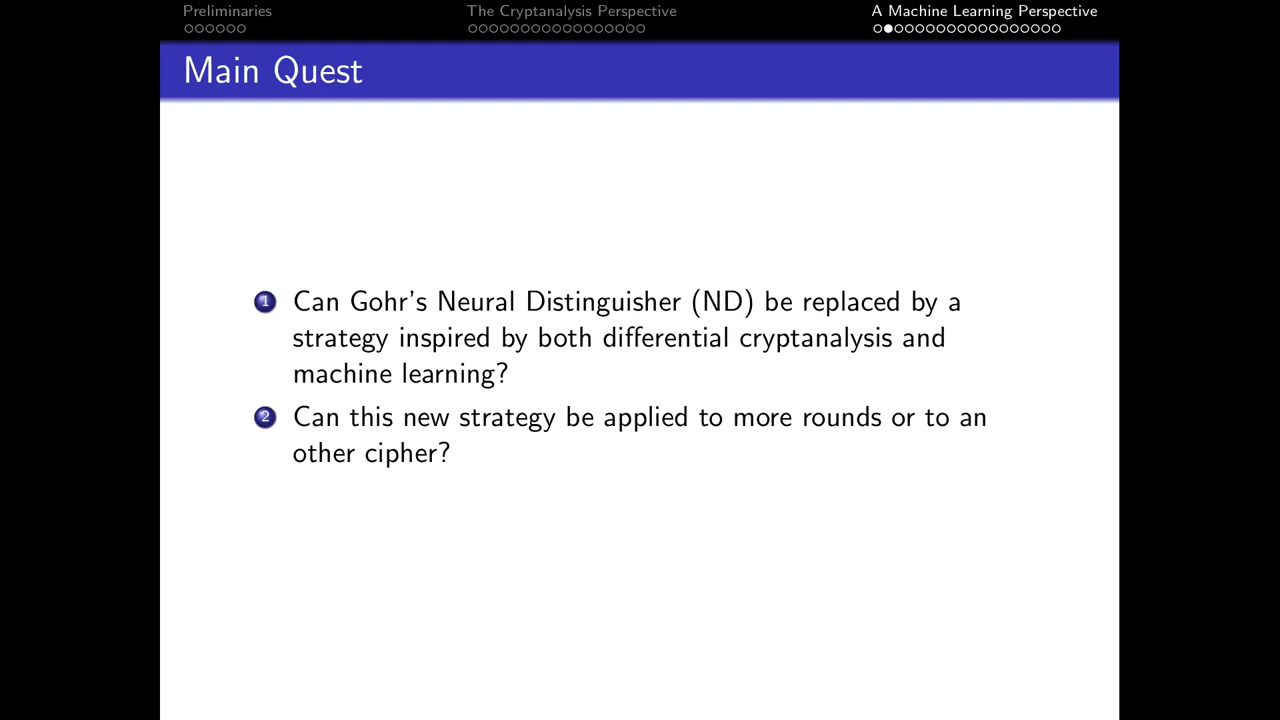 Preliminaries
The Cryptanalysis Perspective
A Machine Learning Perspective
Main Quest
1 Can Gohr's Neural Distinguisher (ND) be replaced by a
strategy inspired by both differential cryptanalysis and
machine learning?
2 Can this new strategy be applied to more rounds or to an
other cipher?